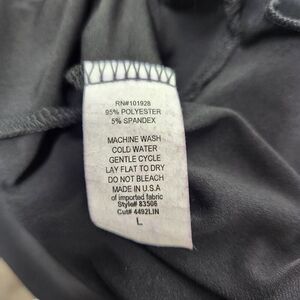 RN#101928
95% POLYESTER
5% SPANDEX
MACHINE WASH
COLD WATER
GENTLE CYCLE
LAY FLAT TO DRY
DO NOT BLEACH
MADE IN U.S.A
of imported fabric
Style# 83506
Cut# 4492LIN
L